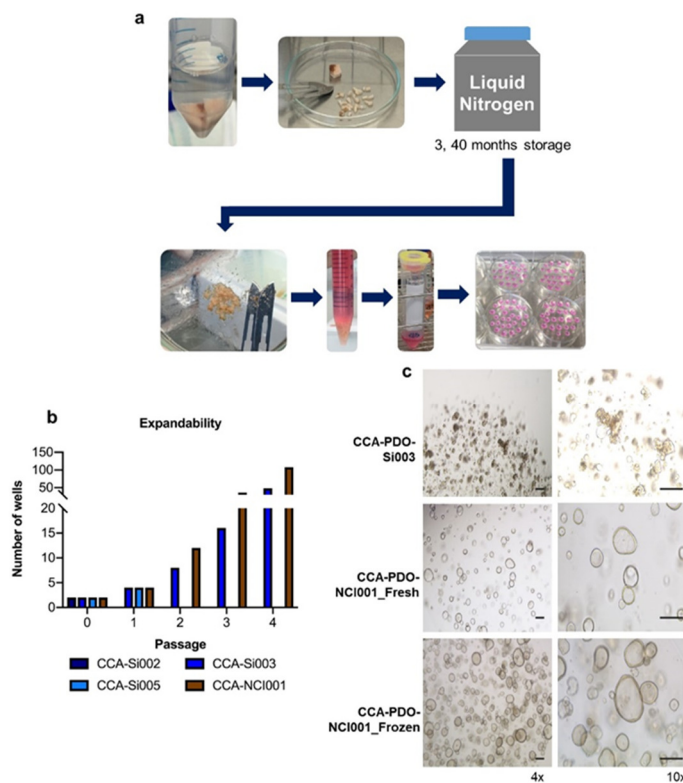 a
Liquid
Nitrogen
3, 40 months storage
b
Expandability
Number of wells
150
100
50
20
15
10
5
0
0 1 2 3 4
Passage
CCA-Si002 CCA-Si003
CCA-Si005 CCA-NCI001
c
CCA-PDO-
Si003
CCA-PDO-
NCI001_Fresh
CCA-PDO-
NCI001_Frozen
4x 10x